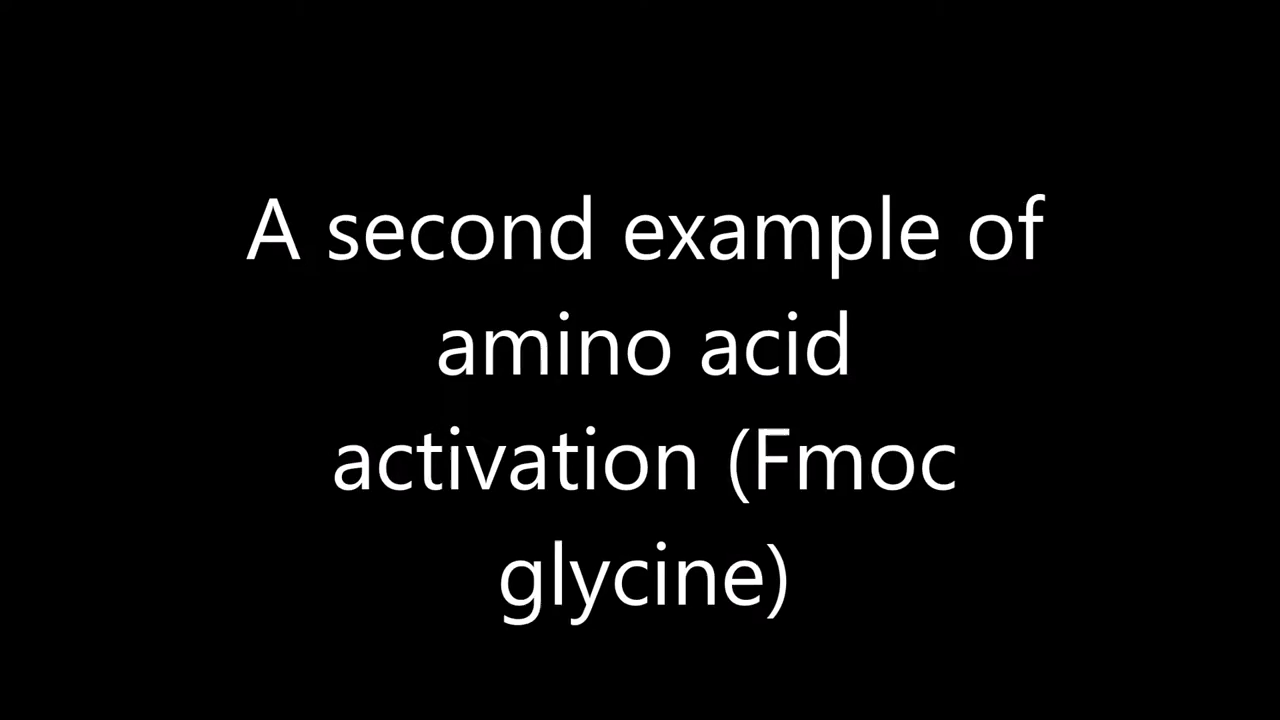 A second example of
amino acid
activation (Fmoc
glycine)